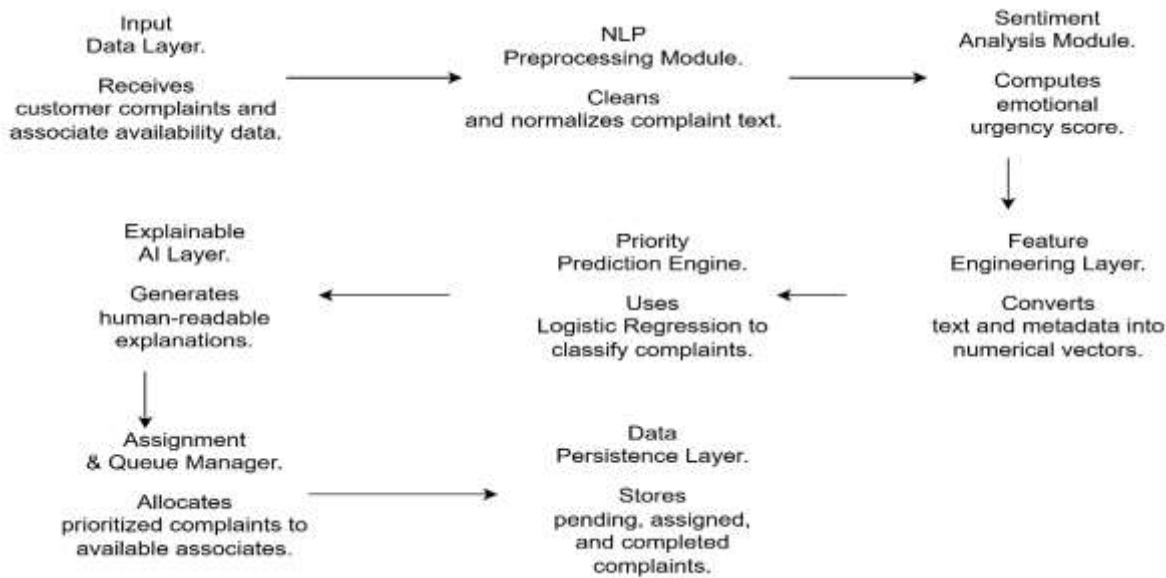 Input
Data Layer.
Receives
customer complaints and
associate availability data.
NLP
Preprocessing Module.
Cleans
and normalizes complaint text.
Sentiment
Analysis Module.
Computes
emotional
urgency score.
Feature
Engineering Layer.
Converts
text and metadata into
numerical vectors.
Priority
Prediction Engine.
Uses
Logistic Regression to
classify complaints.
Explainable
AI Layer.
Generates
human-readable
explanations.
Assignment
& Queue Manager.
Allocates
prioritized complaints to
available associates.
Data
Persistence Layer.
Stores
pending, assigned,
and completed
complaints.